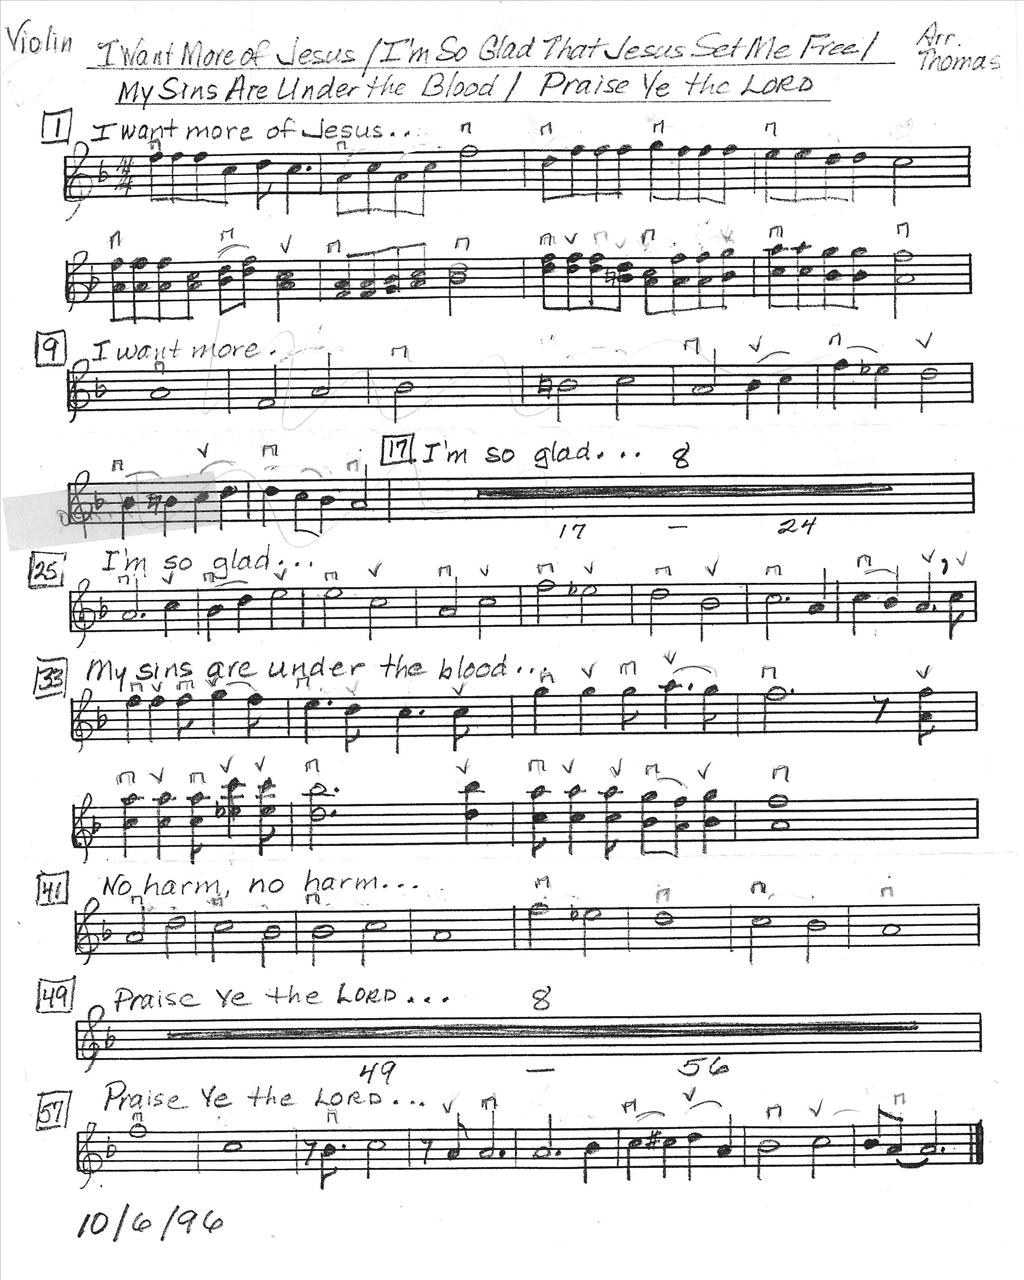 Violin
I Want More of Jesus / I'm So Glad That Jesus Set Me Free /
My Sins Are Under the Blood / Praise Ye the LORD
Arr.
Thomas
1 I want more of Jesus..
4
4
9 I want more.
17 I'm so glad... 8
17 — 24
25 I'm so glad...
33 My sins are under the blood...
41 No harm, no harm...
49 Praise Ye the LORD... 8
49 — 56
57 Praise Ye the LORD...
10/6/96